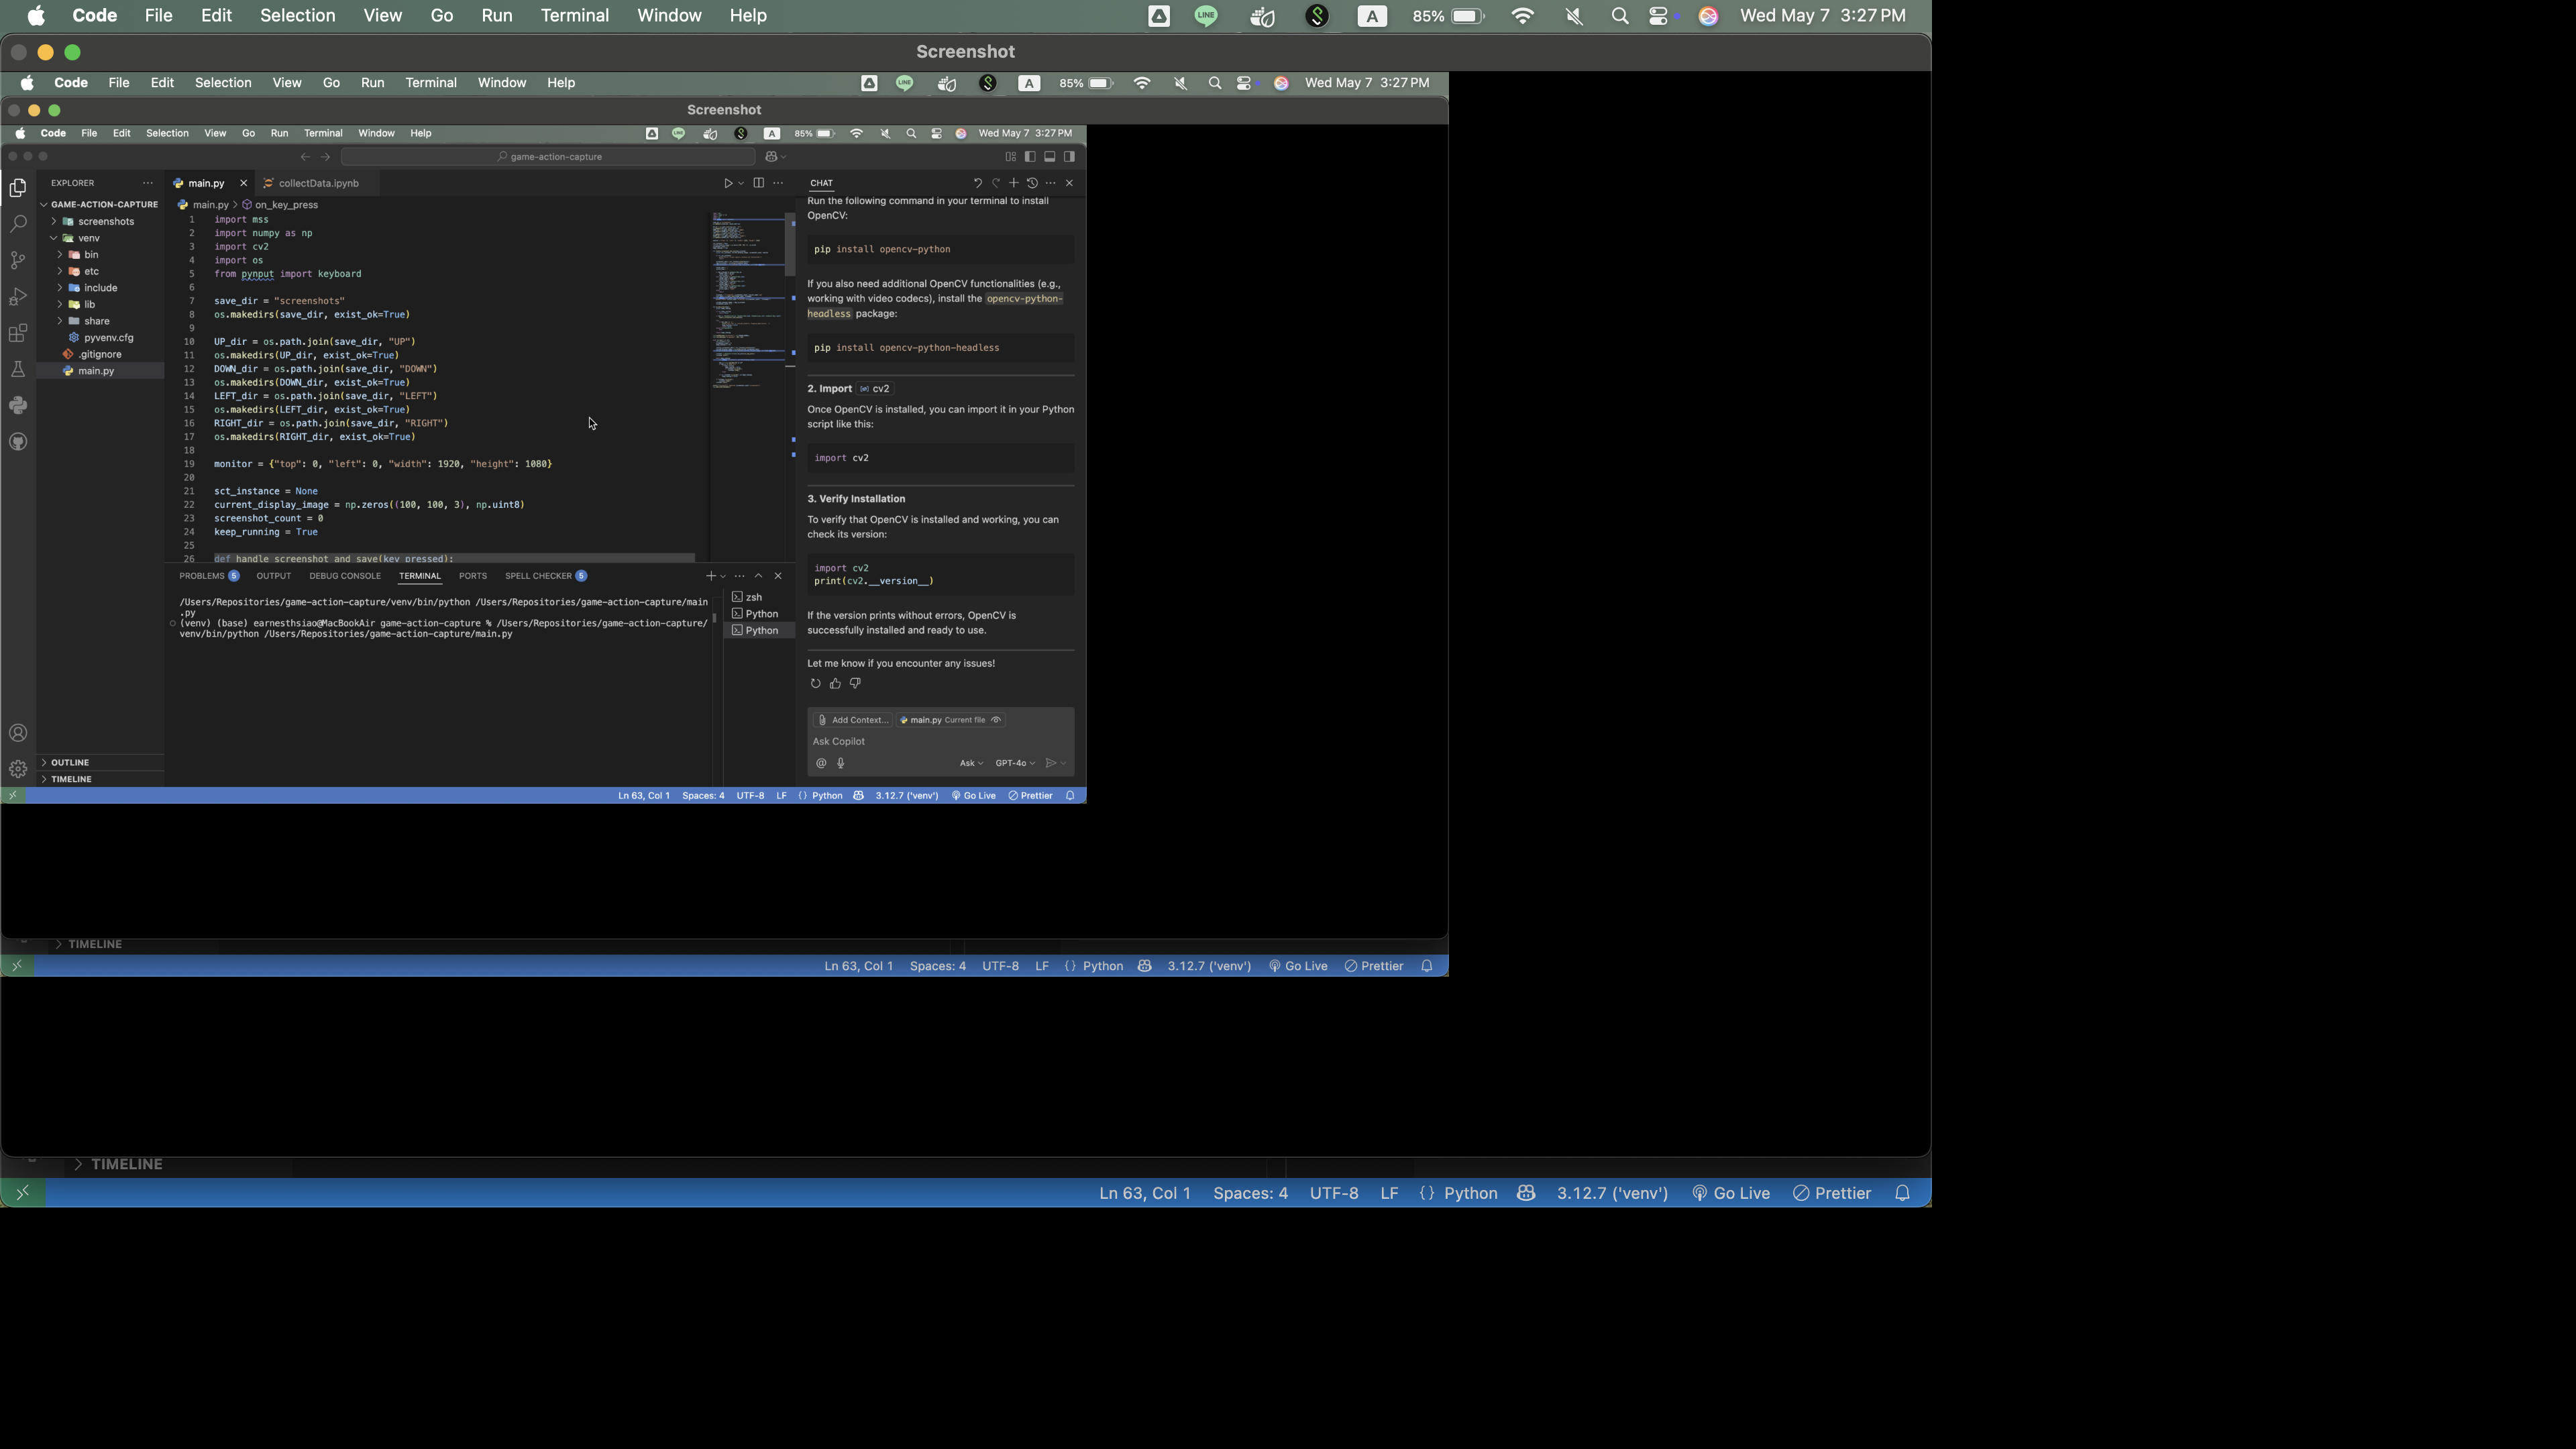 Code File Edit Selection View Go Run Terminal Window Help LINE A 85% Wed May 7 3:27 PM
Screenshot
Code File Edit Selection View Go Run Terminal Window Help LINE A 85% Wed May 7 3:27 PM
Screenshot
Code File Edit Selection View Go Run Terminal Window Help LINE A 85% Wed May 7 3:27 PM
game-action-capture
EXPLORER
GAME-ACTION-CAPTURE
screenshots
venv
bin
etc
include
lib
share
pyvenv.cfg
.gitignore
main.py
OUTLINE
TIMELINE
main.py collectData.ipynb
main.py > on_key_press
1 import mss
2 import numpy as np
3 import cv2
4 import os
5 from pynput import keyboard
6
7 save_dir = "screenshots"
8 os.makedirs(save_dir, exist_ok=True)
9
10 UP_dir = os.path.join(save_dir, "UP")
11 os.makedirs(UP_dir, exist_ok=True)
12 DOWN_dir = os.path.join(save_dir, "DOWN")
13 os.makedirs(DOWN_dir, exist_ok=True)
14 LEFT_dir = os.path.join(save_dir, "LEFT")
15 os.makedirs(LEFT_dir, exist_ok=True)
16 RIGHT_dir = os.path.join(save_dir, "RIGHT")
17 os.makedirs(RIGHT_dir, exist_ok=True)
18
19 monitor = {"top": 0, "left": 0, "width": 1920, "height": 1080}
20
21 sct_instance = None
22 current_display_image = np.zeros((100, 100, 3), np.uint8)
23 screenshot_count = 0
24 keep_running = True
25
26 def handle_screenshot_and_save(key_pressed):
PROBLEMS 5 OUTPUT DEBUG CONSOLE TERMINAL PORTS SPELL CHECKER 5
/Users/Repositories/game-action-capture/venv/bin/python /Users/Repositories/game-action-capture/main
.py
(venv) (base) earnesthsiao@MacBookAir game-action-capture % /Users/Repositories/game-action-capture/
venv/bin/python /Users/Repositories/game-action-capture/main.py
zsh
Python
Python
CHAT
Run the following command in your terminal to install
OpenCV:
pip install opencv-python
If you also need additional OpenCV functionalities (e.g.,
working with video codecs), install the opencv-python-
headless package:
pip install opencv-python-headless
2. Import cv2
Once OpenCV is installed, you can import it in your Python
script like this:
import cv2
3. Verify Installation
To verify that OpenCV is installed and working, you can
check its version:
import cv2
print(cv2.__version__)
If the version prints without errors, OpenCV is
successfully installed and ready to use.
Let me know if you encounter any issues!
Add Context... main.py Current file
Ask Copilot
@ Ask GPT-4o
Ln 63, Col 1 Spaces: 4 UTF-8 LF {} Python 3.12.7 ('venv') Go Live Prettier
TIMELINE
Ln 63, Col 1 Spaces: 4 UTF-8 LF {} Python 3.12.7 ('venv') Go Live Prettier
TIMELINE
Ln 63, Col 1 Spaces: 4 UTF-8 LF {} Python 3.12.7 ('venv') Go Live Prettier